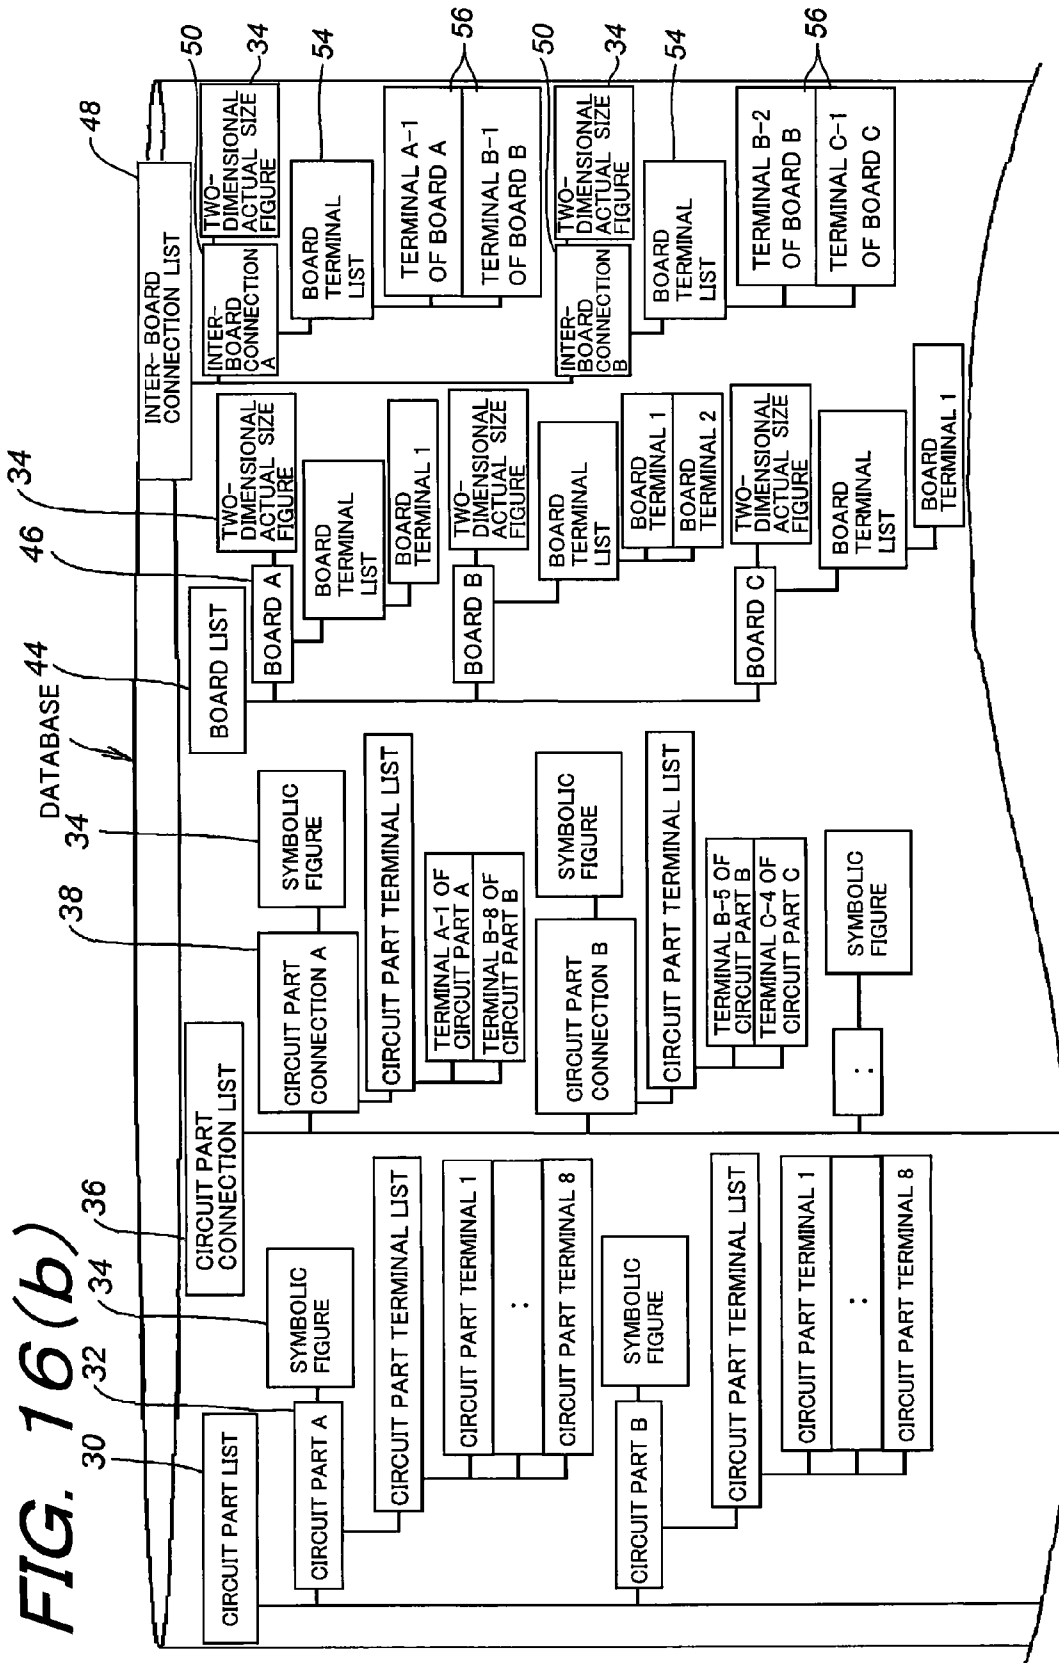 FIG. 16 (b)
DATABASE
30
CIRCUIT PART LIST
32
CIRCUIT PART A
34
SYMBOLIC
FIGURE
CIRCUIT PART TERMINAL LIST
CIRCUIT PART TERMINAL 1
:
CIRCUIT PART TERMINAL 8
CIRCUIT PART B
SYMBOLIC
FIGURE
CIRCUIT PART TERMINAL LIST
CIRCUIT PART TERMINAL 1
:
CIRCUIT PART TERMINAL 8
36
CIRCUIT PART
CONNECTION LIST
38
CIRCUIT PART
CONNECTION A
34
SYMBOLIC
FIGURE
CIRCUIT PART TERMINAL LIST
TERMINAL A-1 OF
CIRCUIT PART A
TERMINAL B-8 OF
CIRCUIT PART B
CIRCUIT PART
CONNECTION B
SYMBOLIC
FIGURE
CIRCUIT PART TERMINAL LIST
TERMINAL B-5 OF
CIRCUIT PART B
TERMINAL C-4 OF
CIRCUIT PART C
:
SYMBOLIC
FIGURE
44
BOARD LIST
46
BOARD A
34
TWO-
DIMENSIONAL
ACTUAL SIZE
FIGURE
BOARD
TERMINAL
LIST
BOARD
TERMINAL 1
BOARD B
TWO-
DIMENSIONAL
ACTUAL SIZE
FIGURE
BOARD
TERMINAL
LIST
BOARD
TERMINAL 1
BOARD
TERMINAL 2
BOARD C
TWO-
DIMENSIONAL
ACTUAL SIZE
FIGURE
BOARD
TERMINAL
LIST
BOARD
TERMINAL 1
48
INTER-BOARD
CONNECTION LIST
50
INTER-
BOARD
CONNECTION
A
TWO-
DIMENSIONAL
ACTUAL SIZE
FIGURE
34
54
BOARD
TERMINAL
LIST
56
TERMINAL A-1
OF BOARD A
TERMINAL B-1
OF BOARD B
50
INTER-
BOARD
CONNECTION
B
TWO-
DIMENSIONAL
ACTUAL SIZE
FIGURE
34
54
BOARD
TERMINAL
LIST
56
TERMINAL B-2
OF BOARD B
TERMINAL C-1
OF BOARD C